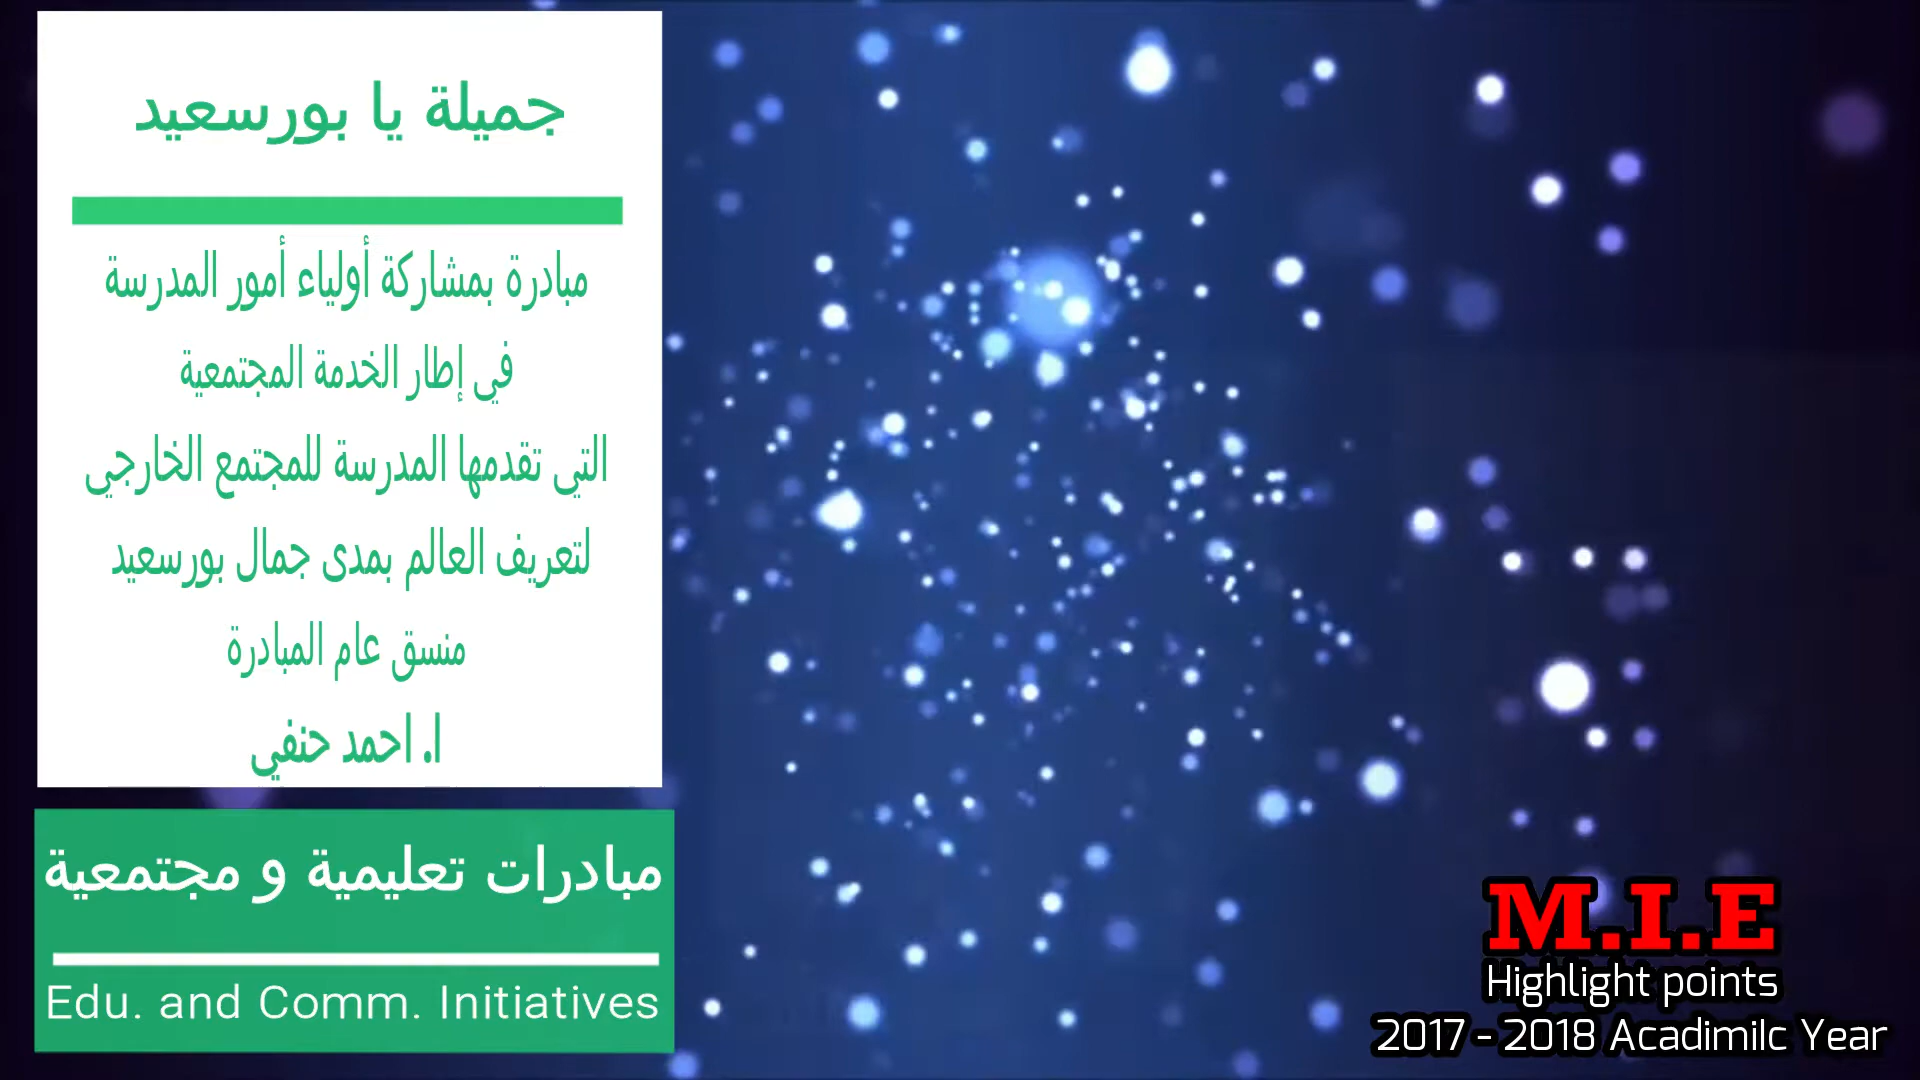 جميلة يا بورسعيد
مبادرة بمشاركة أولياء أمور المدرسة
في إطار الخدمة المجتمعية
التي تقدمها المدرسة للمجتمع الخارجي
لتعريف العالم بمدى جمال بورسعيد
منسق عام المبادرة
ا. احمد حنفي
مبادرات تعليمية و مجتمعية
Edu. and Comm. Initiatives
M.I.E
Highlight points
2017 - 2018 Acadimilc Year